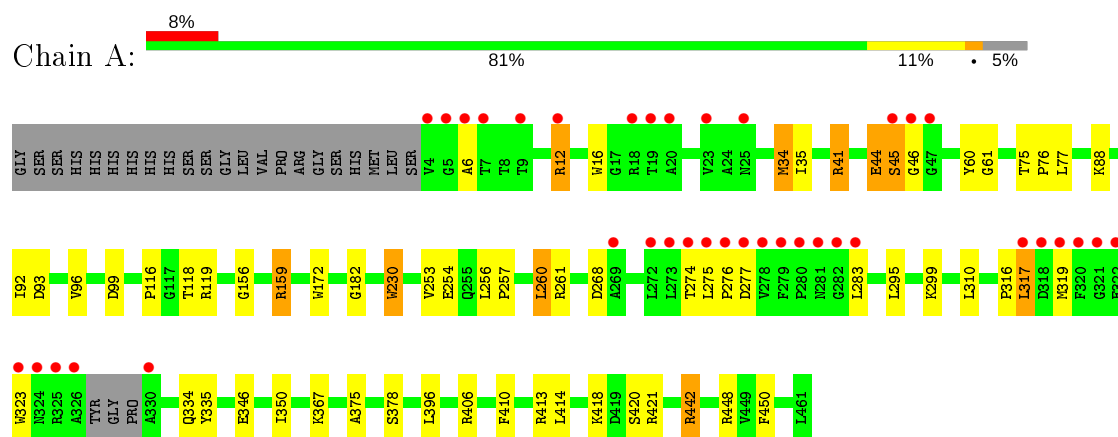 8%
Chain A:
81% 11% • 5%
GLY SER SER HIS HIS HIS HIS HIS HIS SER SER GLY LEU VAL PRO ARG GLY SER HIS MET LEU SER V4 G5 A6 T7 T8 T9 R12 W16 G17 R18 T19 A20 V23 A24 N25 M34 I35 R41 E44 S45 G46 G47 Y60 G61 T75 P76 L77 K88
I92 D93 V96 D99 P116 G117 T118 R119 G156 R159 W172 G182 W230 V253 E254 Q255 L256 P257 L260 R261 D268 A269 L272 L273 T274 L275 P276 D277 V278 F279 P280 N281 G282 L283 L295 K299 L310 P316 L317 D318 M319 F320 G321
W323 N324 R325 A326 TYR GLY PRO A330 Q334 Y335 E346 I350 K367 A375 S378 L396 R406 F410 R413 L414 K418 D419 S420 R421 R442 R448 V449 F450 L461